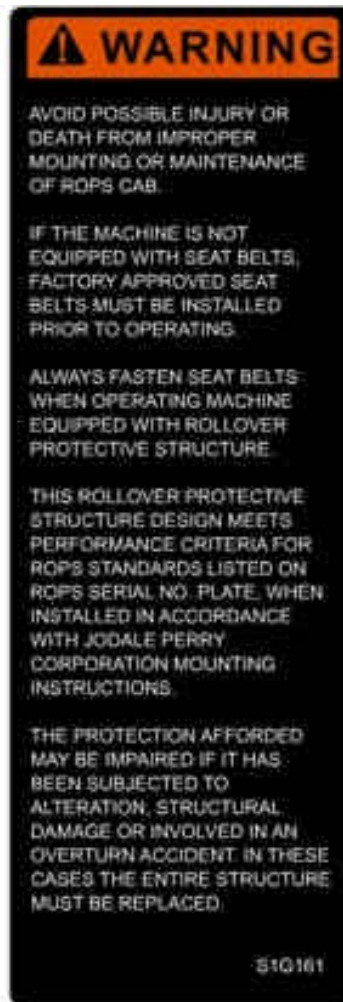 WARNING
AVOID POSSIBLE INJURY OR
DEATH FROM IMPROPER
MOUNTING OR MAINTENANCE
OF ROPS CAB.
IF THE MACHINE IS NOT
EQUIPPED WITH SEAT BELTS,
FACTORY APPROVED SEAT
BELTS MUST BE INSTALLED
PRIOR TO OPERATING.
ALWAYS FASTEN SEAT BELTS
WHEN OPERATING MACHINE
EQUIPPED WITH ROLLOVER
PROTECTIVE STRUCTURE.
THIS ROLLOVER PROTECTIVE
STRUCTURE DESIGN MEETS
PERFORMANCE CRITERIA FOR
ROPS STANDARDS LISTED ON
ROPS SERIAL NO. PLATE, WHEN
INSTALLED IN ACCORDANCE
WITH JODALE PERRY
CORPORATION MOUNTING
INSTRUCTIONS.
THE PROTECTION AFFORDED
MAY BE IMPAIRED IF IT HAS
BEEN SUBJECTED TO
ALTERATION, STRUCTURAL
DAMAGE OR INVOLVED IN AN
OVERTURN ACCIDENT. IN THESE
CASES THE ENTIRE STRUCTURE
MUST BE REPLACED.
S1G161